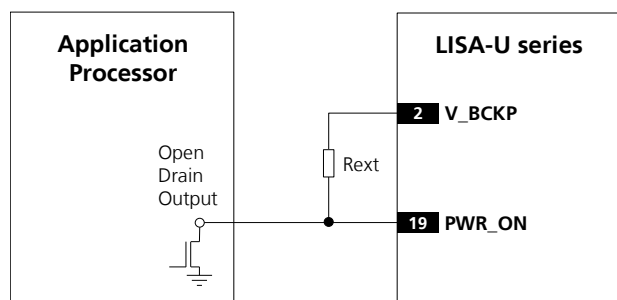 Application
Processor
LISA-U series
2 V_BCKP
Open
Drain
Output
Rext
19 PWR_ON